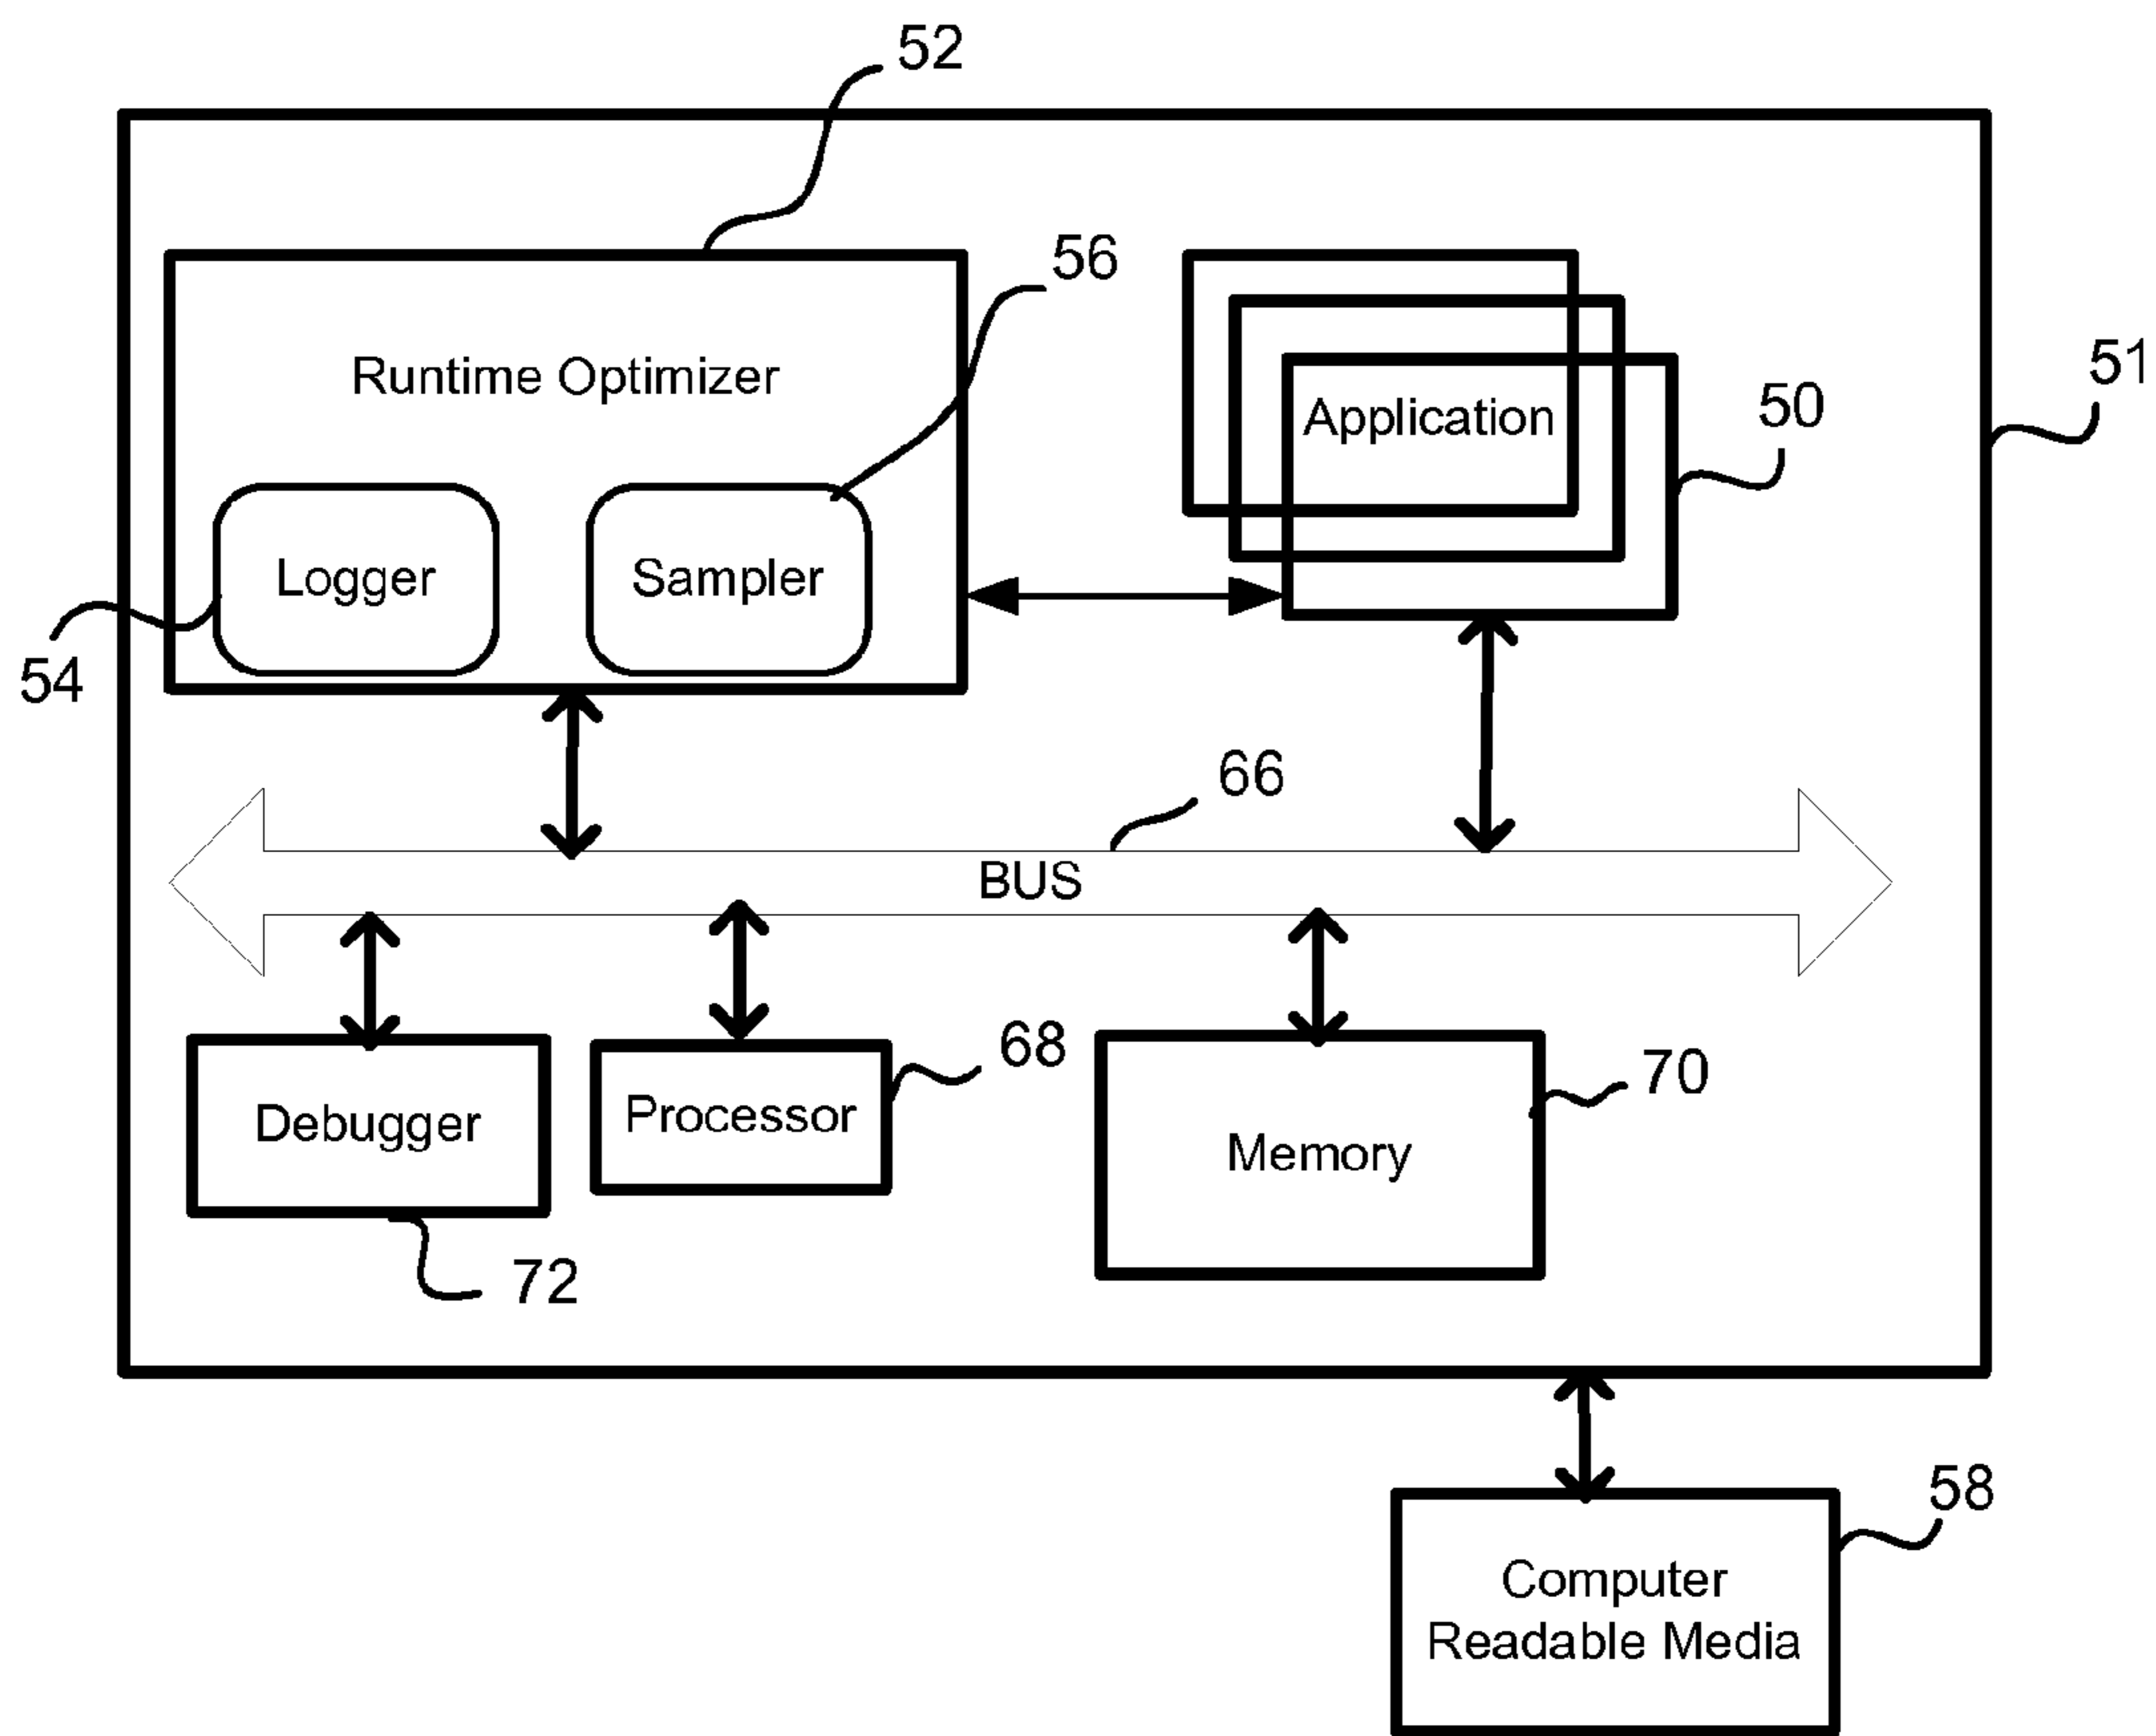 52
56
Runtime Optimizer
51
Application
50
Logger
Sampler
54
66
BUS
68
70
Debugger
Processor
Memory
72
58
Computer
Readable Media